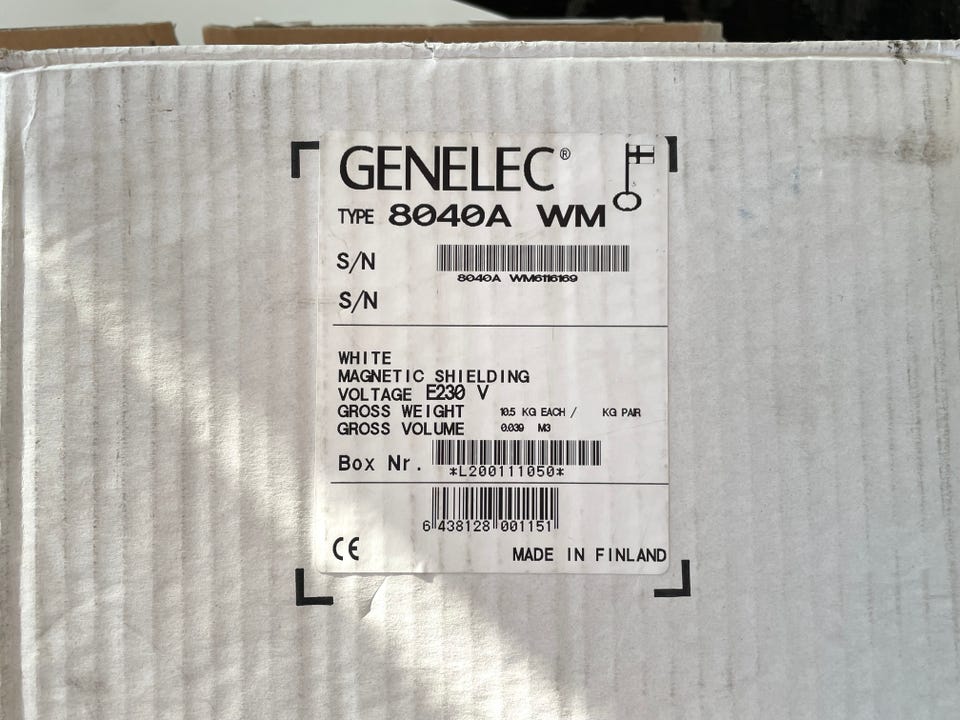 GENELEC®
TYPE 8040A WM
S/N
8040A WM6116169
S/N
WHITE
MAGNETIC SHIELDING
VOLTAGE E230 V
GROSS WEIGHT 10.5 KG EACH / KG PAIR
GROSS VOLUME 0.039 M3
Box Nr.
*L200111050*
6 438128 001151
CE MADE IN FINLAND